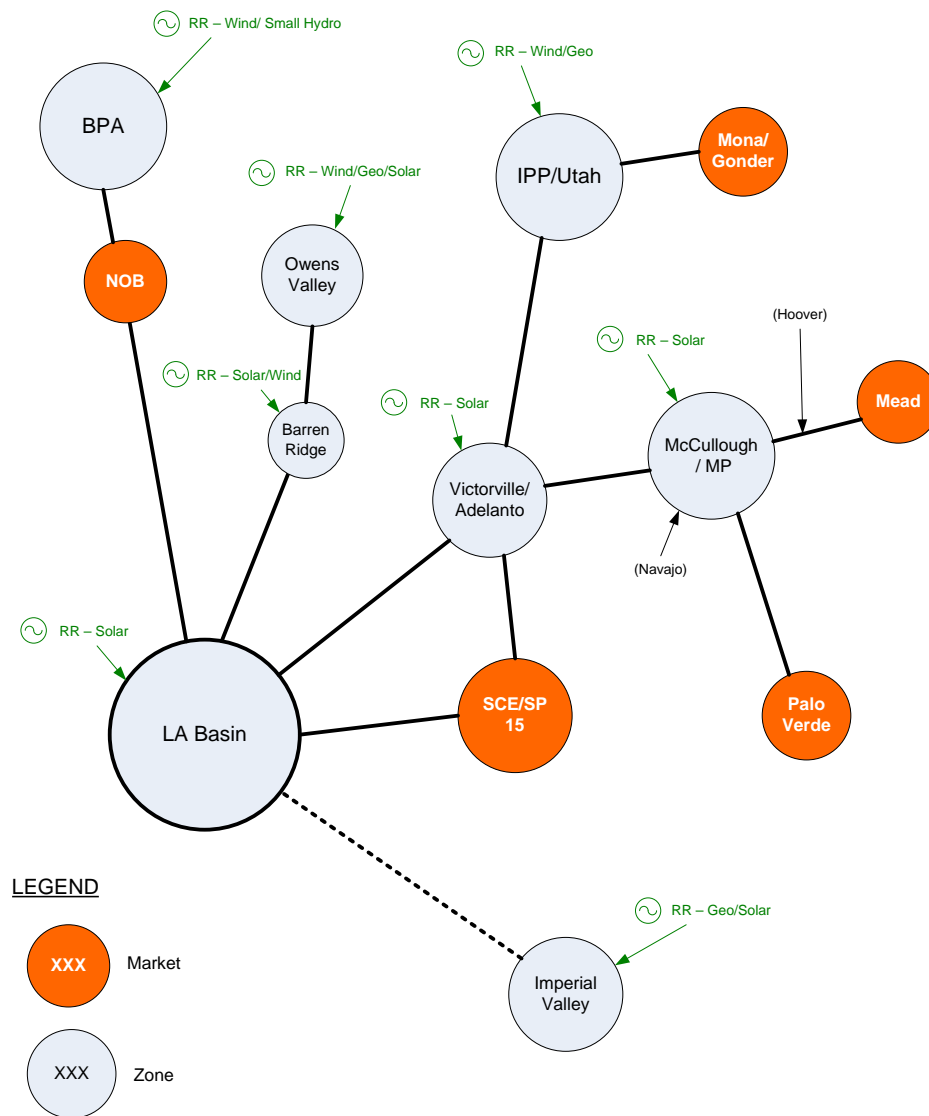 RR – Wind/ Small Hydro
RR – Wind/Geo
BPA
Mona/
Gonder
IPP/Utah
RR – Wind/Geo/Solar
Owens
Valley
NOB
(Hoover)
RR – Solar
RR – Solar/Wind
RR – Solar
Mead
Barren
Ridge
McCullough
/ MP
Victorville/
Adelanto
(Navajo)
RR – Solar
SCE/SP
15
Palo
Verde
LA Basin
LEGEND
RR – Geo/Solar
XXX
Market
Imperial
Valley
XXX
Zone